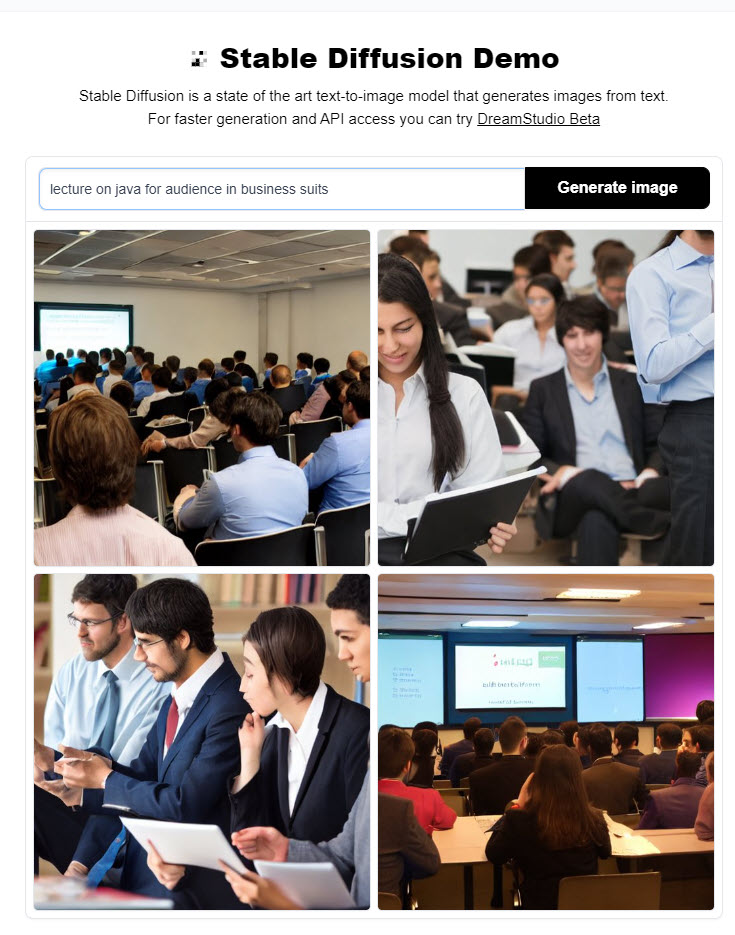 Stable Diffusion Demo
Stable Diffusion is a state of the art text-to-image model that generates images from text.
For faster generation and API access you can try DreamStudio Beta
lecture on java for audience in business suits
Generate image